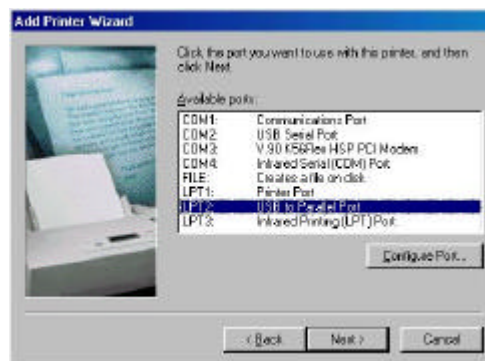 Add Printer Wizard
Click the port you want to use with this printer, and then
click Next.
Available ports:
COM1: Communications Port
COM2: USB Serial Port
COM3: V.90 K56Flex HSP PCI Modem
COM4: Infrared Serial (COM) Port
FILE: Creates a file on disk.
LPT1: Printer Port
LPT2: USB to Parallel Port
LPT3: Infrared Printing (LPT) Port
Configure Port...
< Back
Next >
Cancel